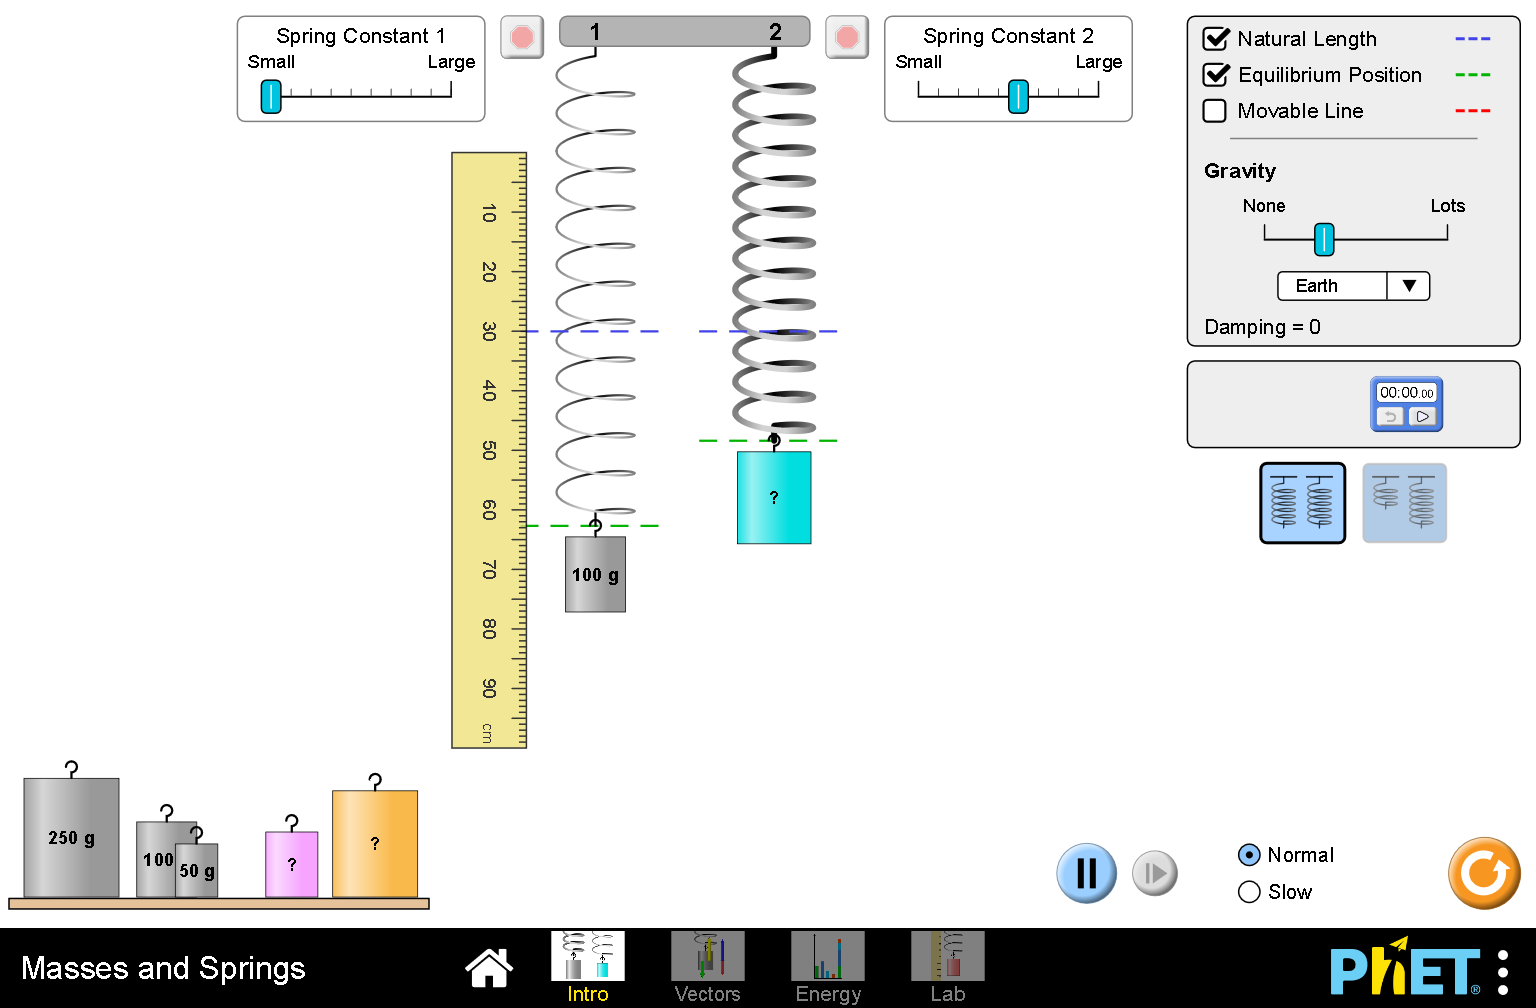 Spring Constant 1
Small Large
1
2
Spring Constant 2
Small Large
Natural Length
Equilibrium Position
Movable Line
Gravity
None Lots
Earth
Damping = 0
00:00.00
10
20
30
40
50
60
70
80
90
cm
?
100 g
250 g
100
50 g
?
?
Normal
Slow
Masses and Springs
Intro
Vectors
Energy
Lab
PhET®